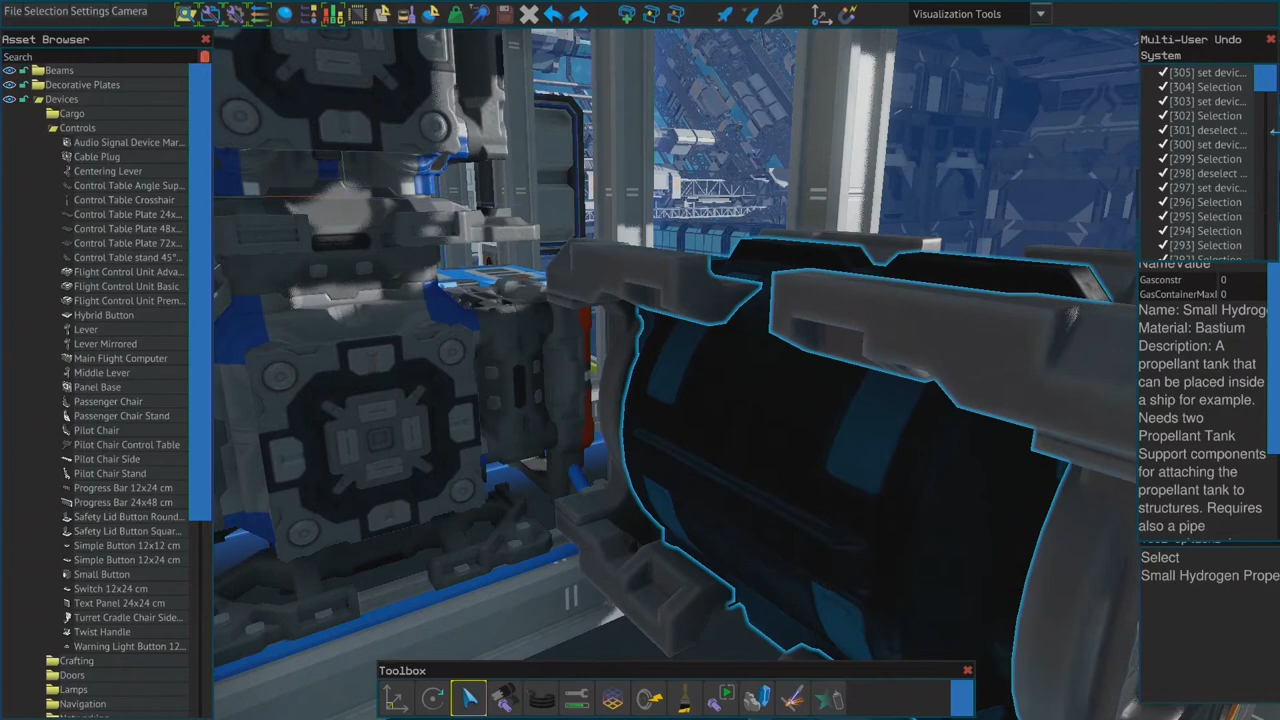 File Selection Settings Camera
Visualization Tools
Asset Browser
Search
Beams
Decorative Plates
Devices
Cargo
Controls
Audio Signal Device Mar...
Cable Plug
Centering Lever
Control Table Angle Sup...
Control Table Crosshair
Control Table Plate 24x...
Control Table Plate 48x...
Control Table Plate 72x...
Control Table stand 45°...
Flight Control Unit Adva...
Flight Control Unit Basic
Flight Control Unit Prem...
Hybrid Button
Lever
Lever Mirrored
Main Flight Computer
Middle Lever
Panel Base
Passenger Chair
Passenger Chair Stand
Pilot Chair
Pilot Chair Control Table
Pilot Chair Side
Pilot Chair Stand
Progress Bar 12x24 cm
Progress Bar 24x48 cm
Safety Lid Button Round...
Safety Lid Button Squar...
Simple Button 12x12 cm
Simple Button 12x24 cm
Small Button
Switch 12x24 cm
Text Panel 24x24 cm
Turret Cradle Chair Side...
Twist Handle
Warning Light Button 12...
Crafting
Doors
Lamps
Navigation
Toolbox
Multi-User Undo
System
[305] set devic...
[304] Selection
[303] set devic...
[302] Selection
[301] deselect ...
[300] set devic...
[299] Selection
[298] deselect ...
[297] set devic...
[296] Selection
[295] Selection
[294] Selection
[293] Selection
[292] Selection
NameValue
Gasconstr 0
GasContainerMaxl 0
Name: Small Hydrog
Material: Bastium
Description: A
propellant tank that
can be placed inside
a ship for example.
Needs two
Propellant Tank
Support components
for attaching the
propellant tank to
structures. Requires
also a pipe
Select
Small Hydrogen Prope